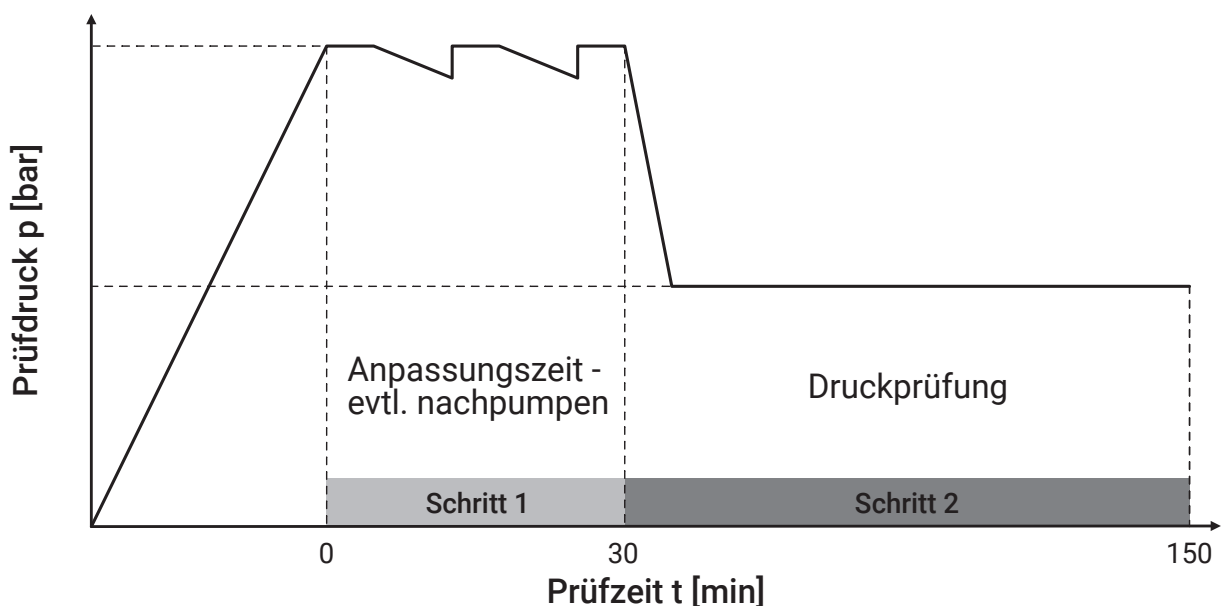 Prüfdruck p [bar]
Anpassungszeit -
evtl. nachpumpen
Druckprüfung
Schritt 1
Schritt 2
0
30
150
Prüfzeit t [min]